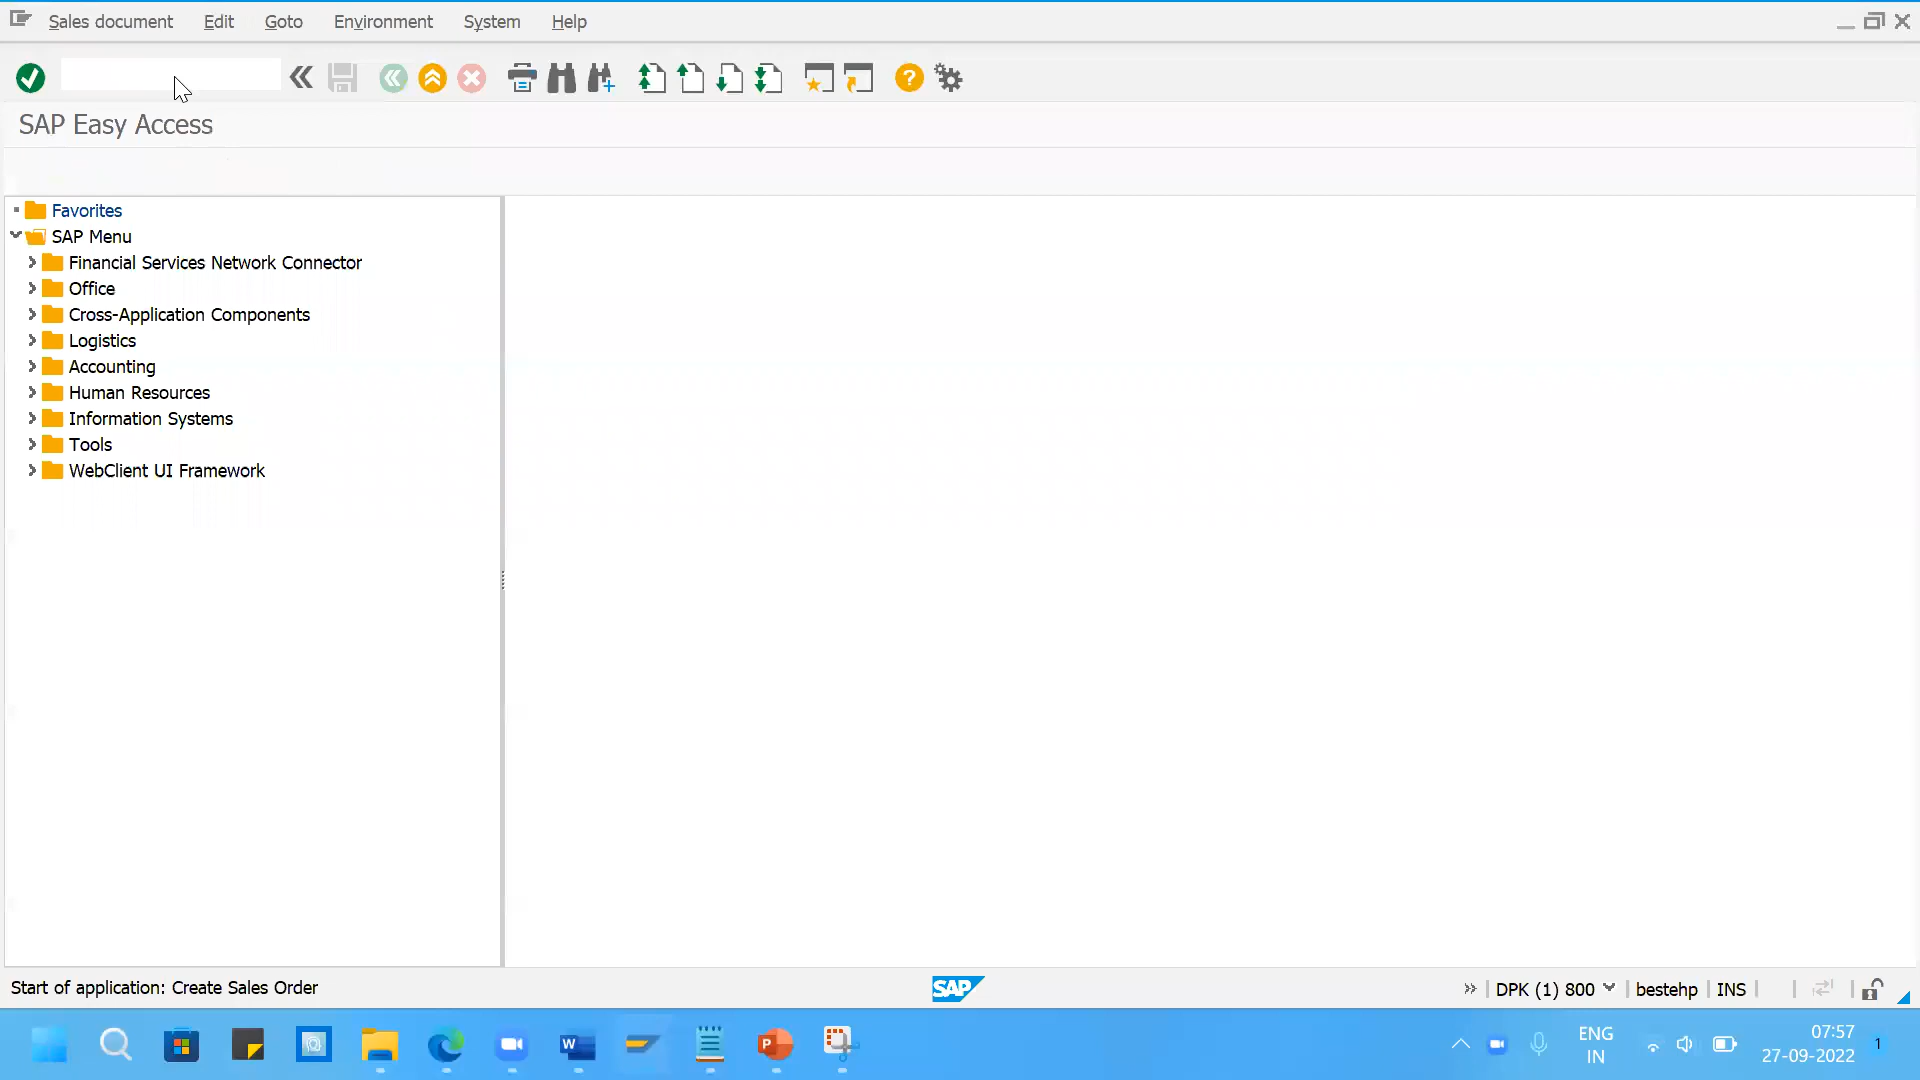 Sales document Edit Goto Environment System Help
SAP Easy Access
Favorites
SAP Menu
Financial Services Network Connector
Office
Cross-Application Components
Logistics
Accounting
Human Resources
Information Systems
Tools
WebClient UI Framework
Start of application: Create Sales Order SAP DPK (1) 800 bestehp INS
ENG 07:57
IN 27-09-2022 1